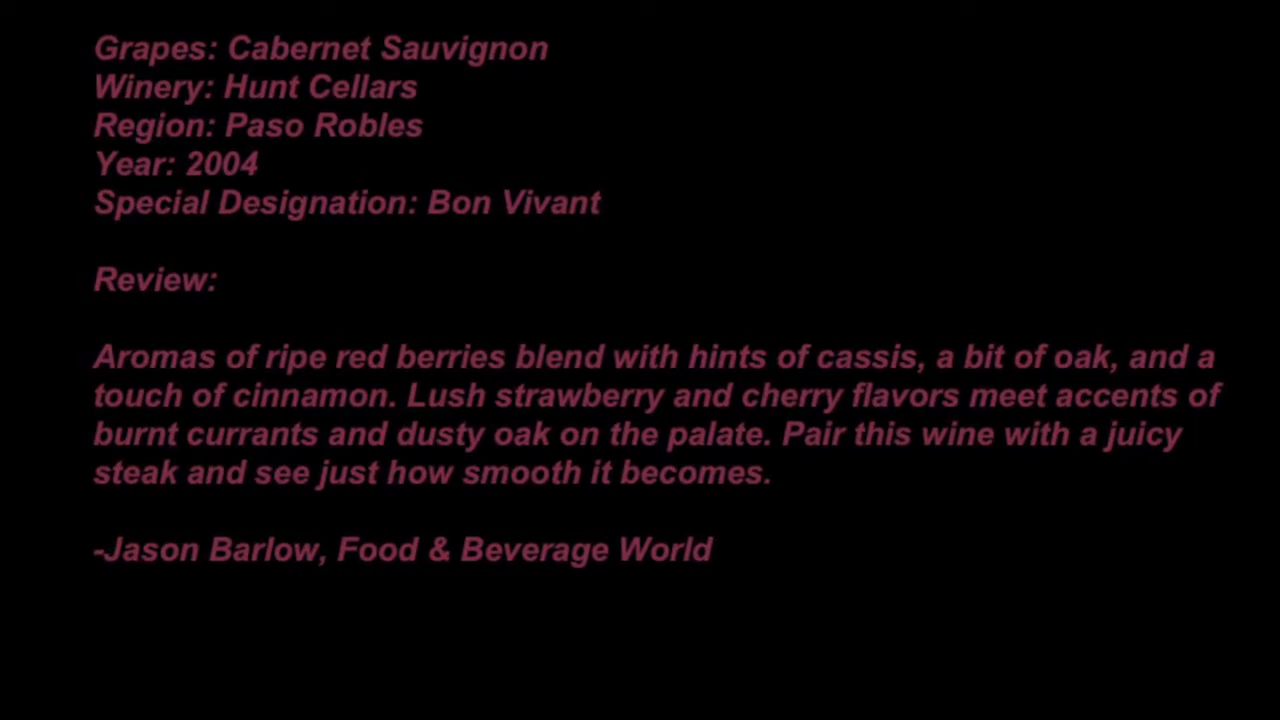 Grapes: Cabernet Sauvignon
Winery: Hunt Cellars
Region: Paso Robles
Year: 2004
Special Designation: Bon Vivant
Review:
Aromas of ripe red berries blend with hints of cassis, a bit of oak, and a
touch of cinnamon. Lush strawberry and cherry flavors meet accents of
burnt currants and dusty oak on the palate. Pair this wine with a juicy
steak and see just how smooth it becomes.
-Jason Barlow, Food & Beverage World